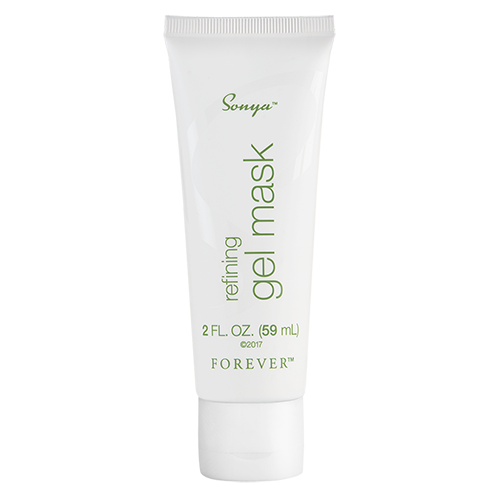 Sonya™
refining
gel mask
2 FL. OZ. (59 mL)
©2017
FOREVER™